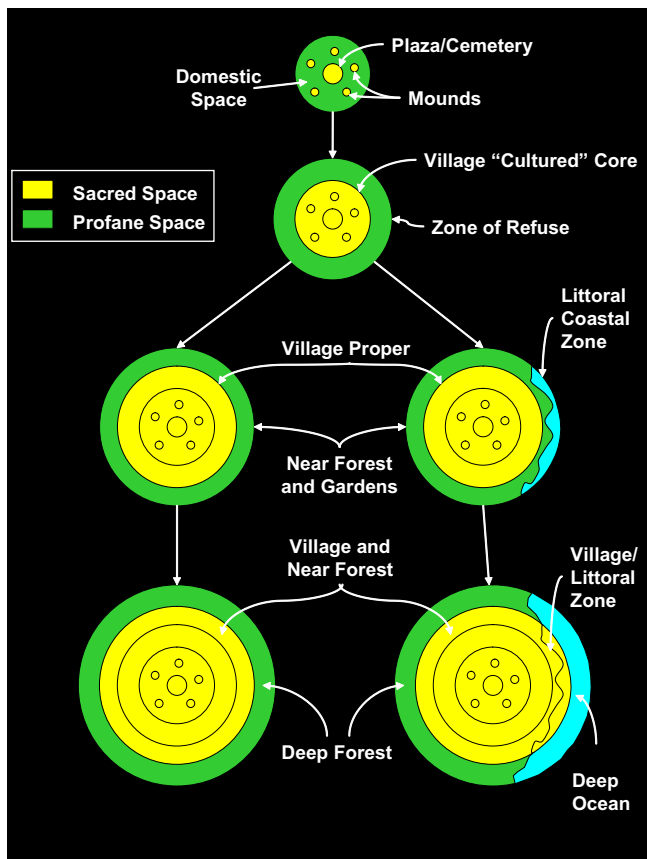 Plaza/Cemetery
Domestic
Space
Mounds
Village “Cultured” Core
Sacred Space
Profane Space
Zone of Refuse
Littoral
Coastal
Zone
Village Proper
Near Forest
and Gardens
Village and
Near Forest
Village/
Littoral
Zone
Deep Forest
Deep
Ocean